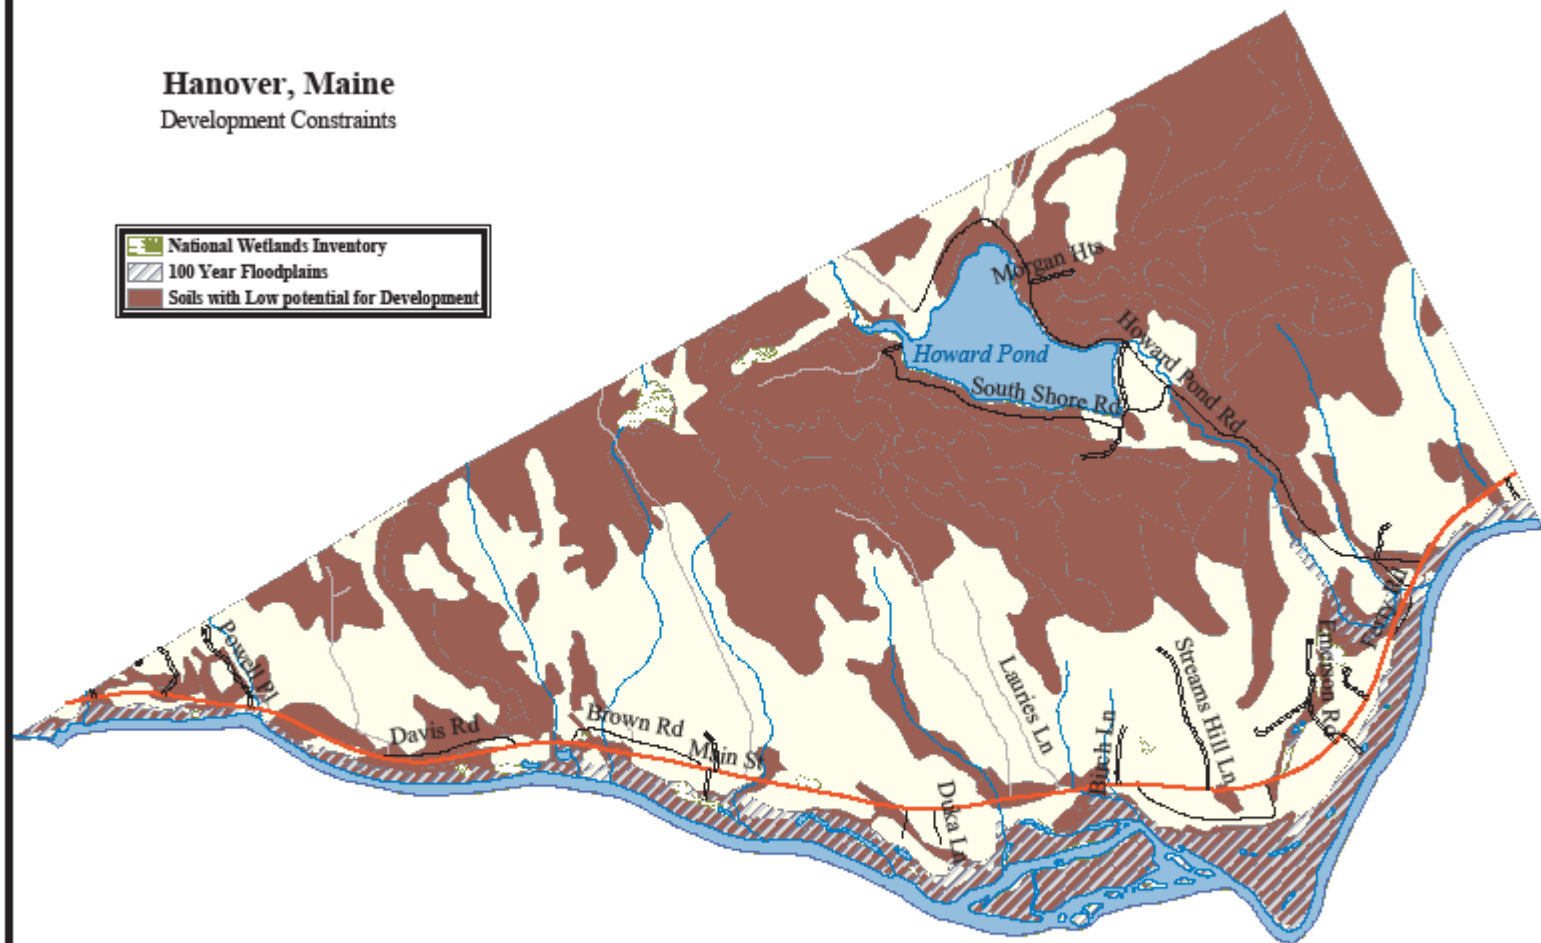 Hanover, Maine
Development Constraints
National Wetlands Inventory
100 Year Floodplains
Soils with Low potential for Development
Morgan Hts
Howard Pond
Howard Pond Rd
South Shore Rd
Powell Pl
Davis Rd
Brown Rd
Main St
Duka Ln
Lauries Ln
Birch Ln
Streams Hill Ln
Emerson Rd
Ferry Rd